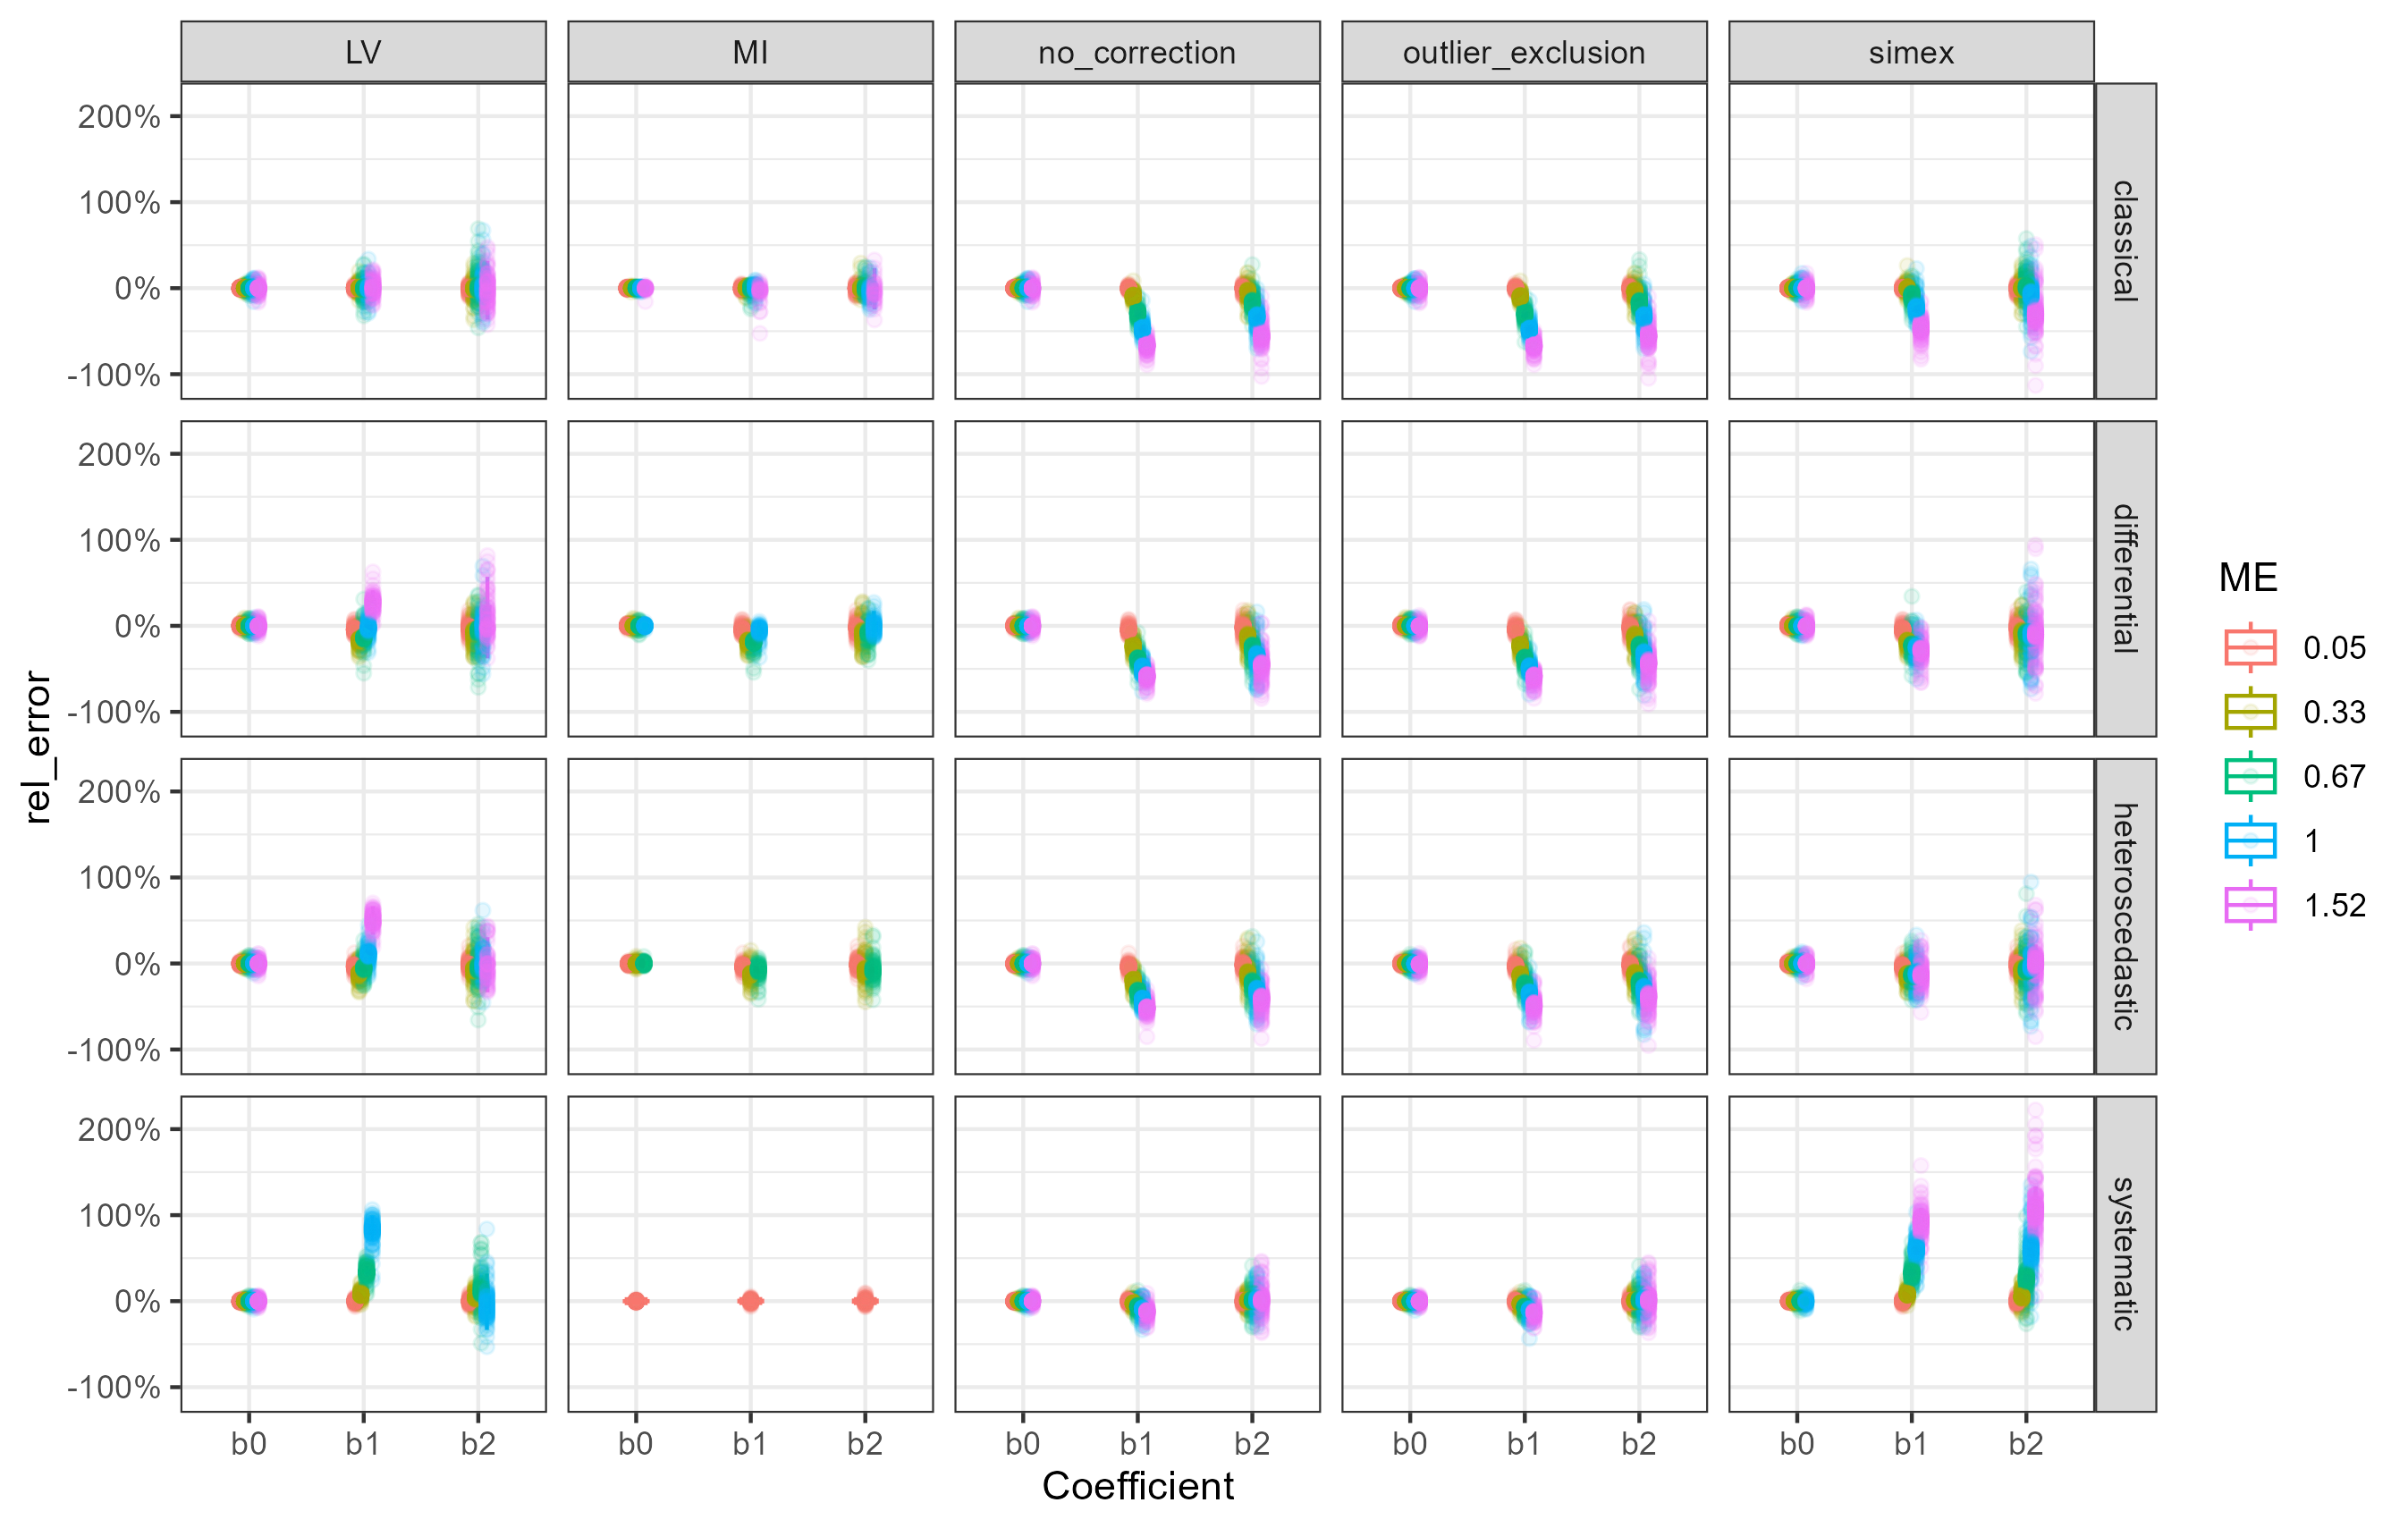 LV MI no_correction outlier_exclusion simex
200%
100%
0%
-100%
classical
200%
100%
0%
-100%
differential
200%
100%
0%
-100%
heteroscedastic
200%
100%
0%
-100%
systematic
rel_error
b0 b1 b2 b0 b1 b2 b0 b1 b2 b0 b1 b2 b0 b1 b2
Coefficient
ME
0.05
0.33
0.67
1
1.52